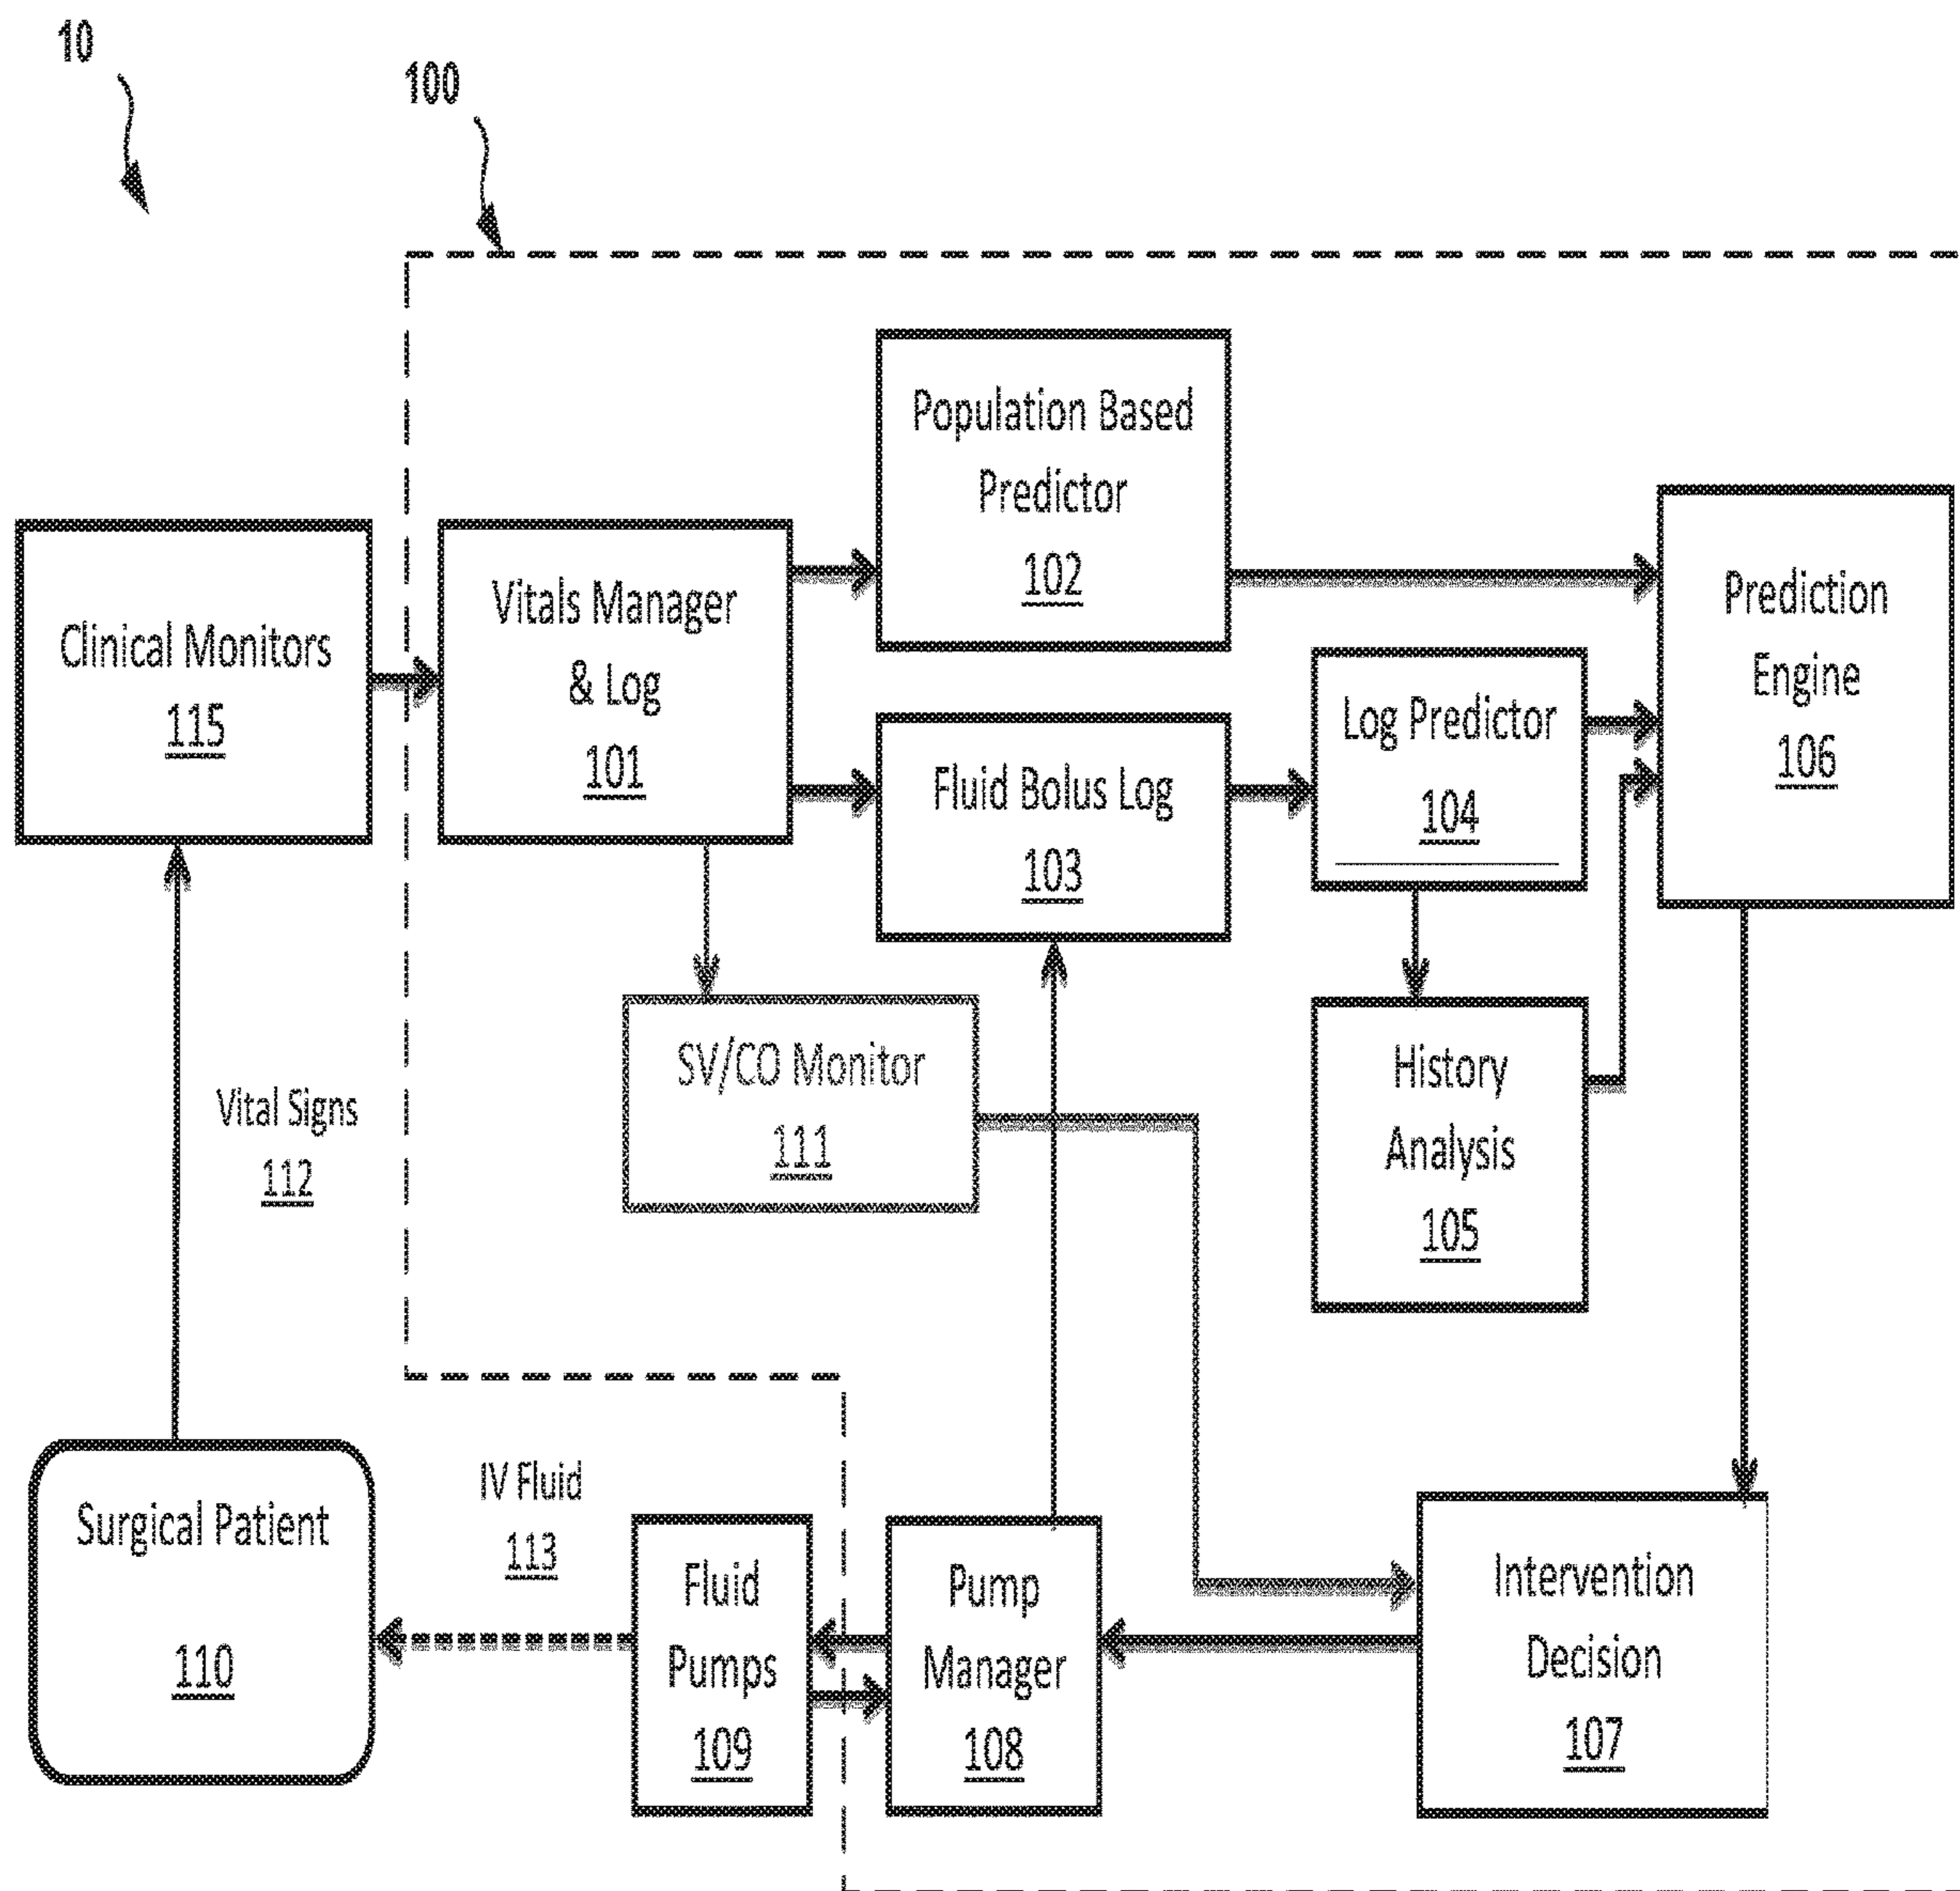 10
100
Population Based
Predictor
102
Clinical Monitors
115
Vitals Manager
& Log
101
Prediction
Engine
106
Fluid Bolus Log
103
Log Predictor
104
SV/CO Monitor
111
History
Analysis
105
Vital Signs
112
Surgical Patient
110
IV Fluid
113
Fluid
Pumps
109
Pump
Manager
108
Intervention
Decision
107